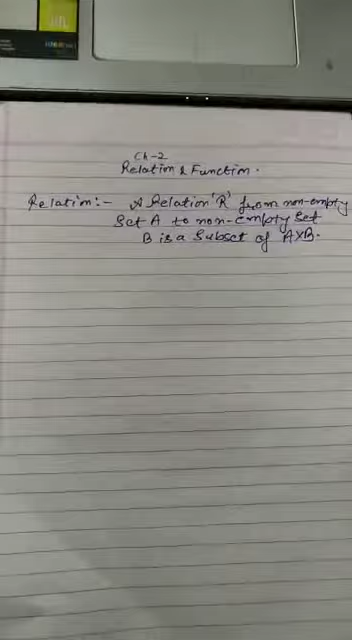 Ch-2
Relation & Function.
Relation:- A Relation 'R' from non-empty
Set A to non-empty Set
B is a Subset of A×B.